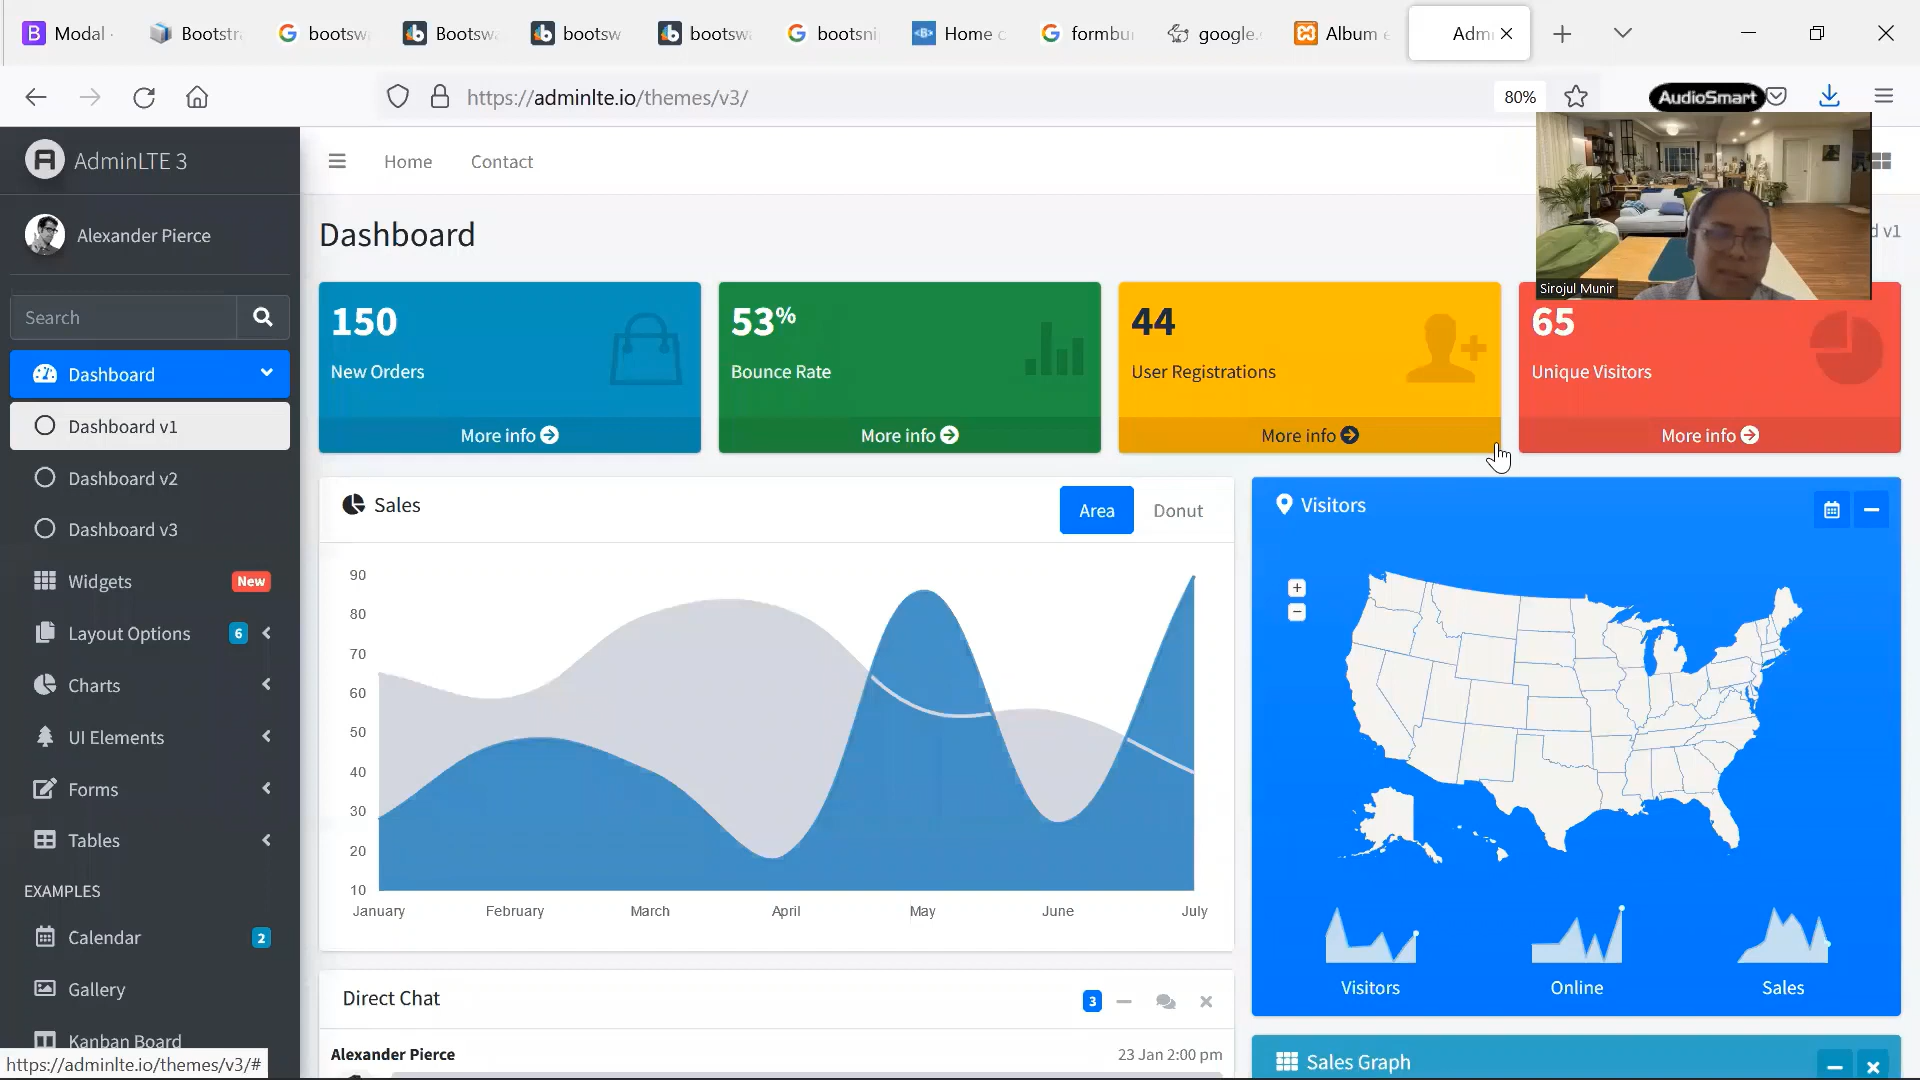 Modal
Bootstr
bootsw
Bootsw
bootsw
bootsw
bootsni
Home c
formbu
google.
Album e
Adm
https://adminlte.io/themes/v3/
80%
AudioSmart
AdminLTE 3
Home
Contact
Alexander Pierce
Dashboard
d v1
Sirojul Munir
Search
150
New Orders
More info
53%
Bounce Rate
More info
44
User Registrations
More info
65
Unique Visitors
More info
Dashboard
Dashboard v1
Dashboard v2
Dashboard v3
Widgets
New
Layout Options
6
Charts
UI Elements
Forms
Tables
EXAMPLES
Calendar
2
Gallery
Kanban Board
https://adminlte.io/themes/v3/#
Sales
Area
Donut
90
80
70
60
50
40
30
20
10
January
February
March
April
May
June
July
Visitors
+
−
Visitors
Online
Sales
Direct Chat
3
Alexander Pierce
23 Jan 2:00 pm
Sales Graph